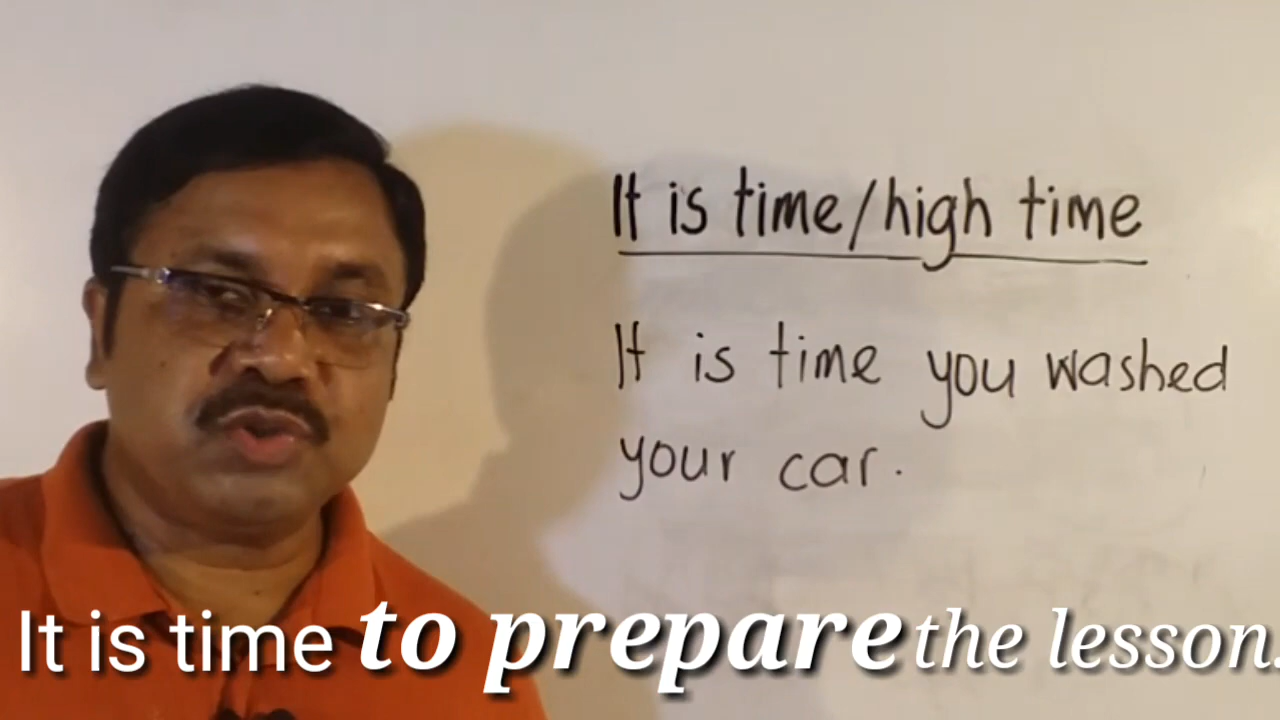 It is time/high time
It is time you washed
your car.
It is time to prepare the lesson.